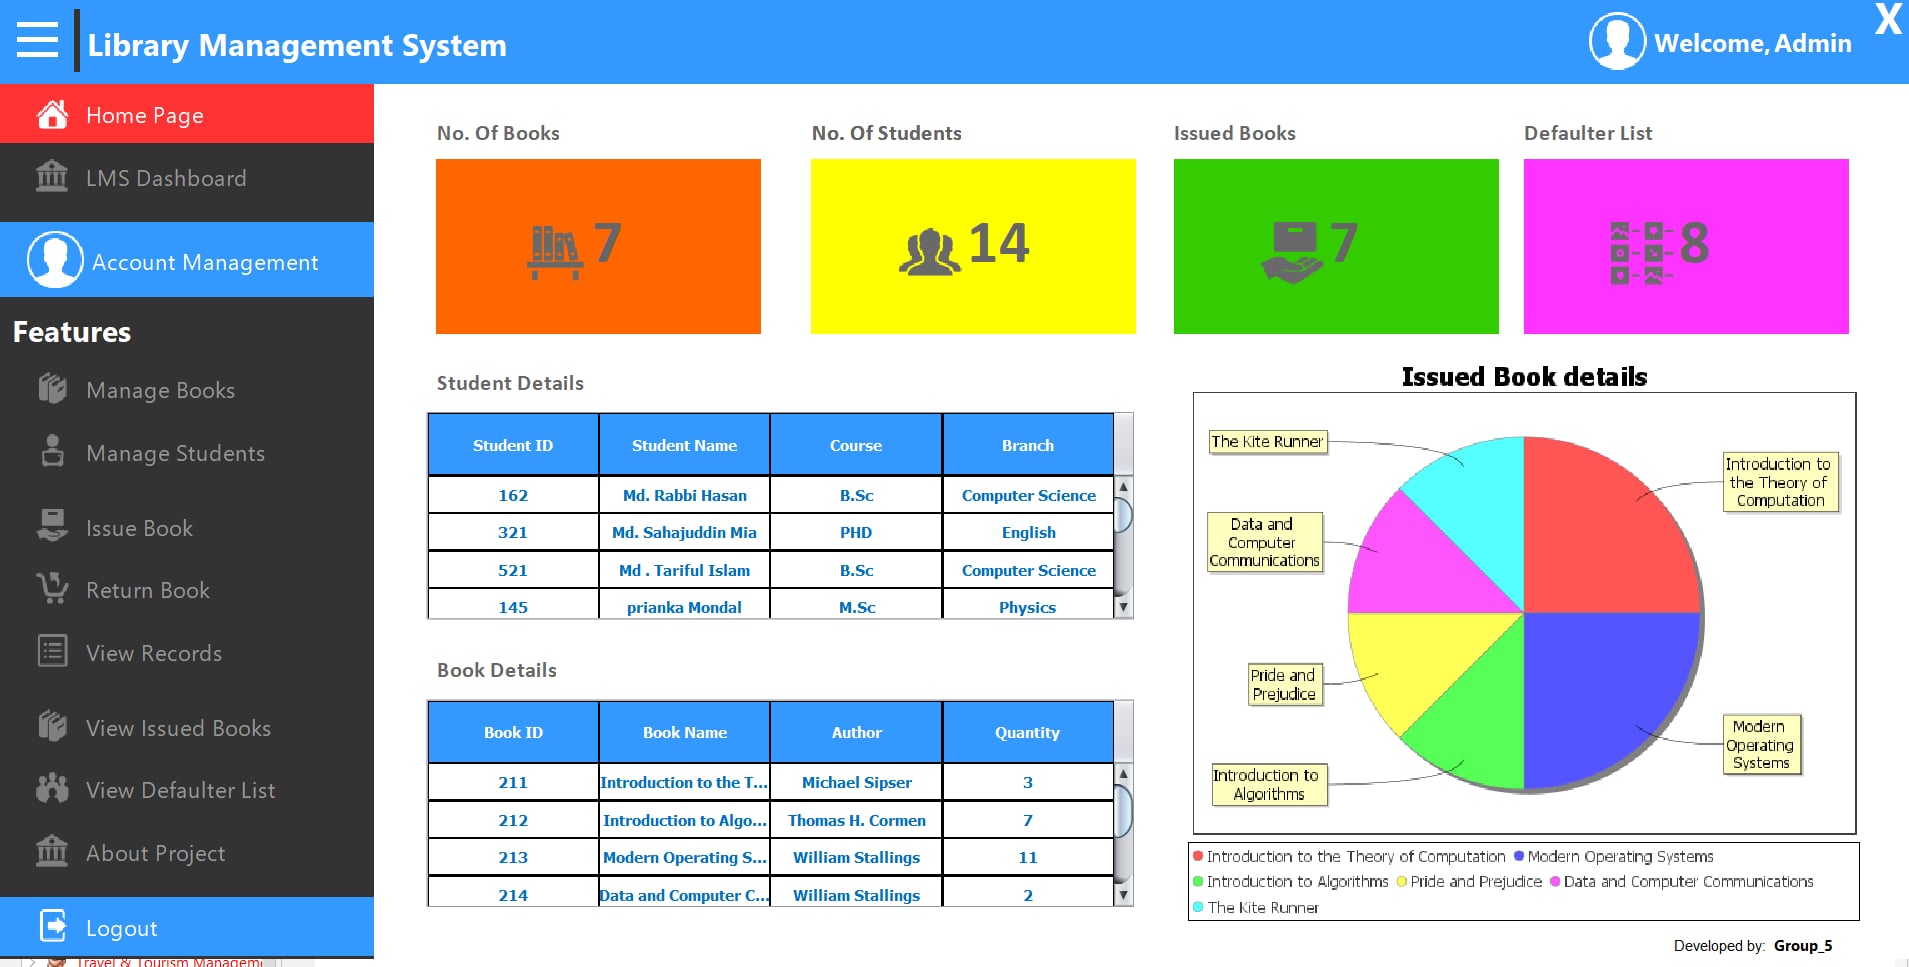 Library Management System
Welcome, Admin
X
Home Page
LMS Dashboard
Account Management
Features
Manage Books
Manage Students
Issue Book
Return Book
View Records
View Issued Books
View Defaulter List
About Project
Logout
Travel & Tourism Managem
No. Of Books
7
No. Of Students
14
Issued Books
7
Defaulter List
8
Student Details
Student ID Student Name Course Branch
162 Md. Rabbi Hasan B.Sc Computer Science
321 Md. Sahajuddin Mia PHD English
521 Md . Tariful Islam B.Sc Computer Science
145 prianka Mondal M.Sc Physics
Book Details
Book ID Book Name Author Quantity
211 Introduction to the T... Michael Sipser 3
212 Introduction to Algo... Thomas H. Cormen 7
213 Modern Operating S... William Stallings 11
214 Data and Computer C... William Stallings 2
Issued Book details
The Kite Runner
Introduction to
the Theory of
Computation
Data and
Computer
Communications
Pride and
Prejudice
Modern
Operating
Systems
Introduction to
Algorithms
Introduction to the Theory of Computation Modern Operating Systems
Introduction to Algorithms Pride and Prejudice Data and Computer Communications
The Kite Runner
Developed by: Group_5